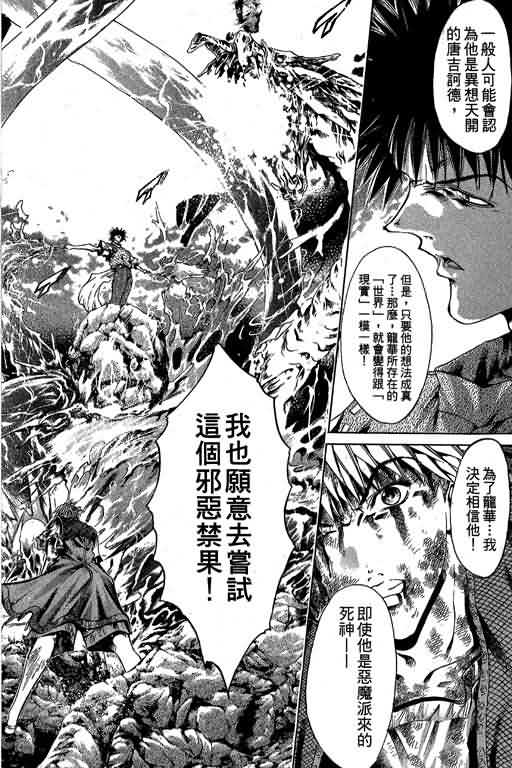 一般人可能會認
為他是異想天開
的唐吉訶德，
但是，只要他的想法成真
了…那麼，龍華所存在的
「世界」，就會變得跟「
現實」一模一樣
為了龍華…我
決定相信他！
即使他是惡魔派來的
死神——
我也願意去嘗試
這個邪惡禁果！